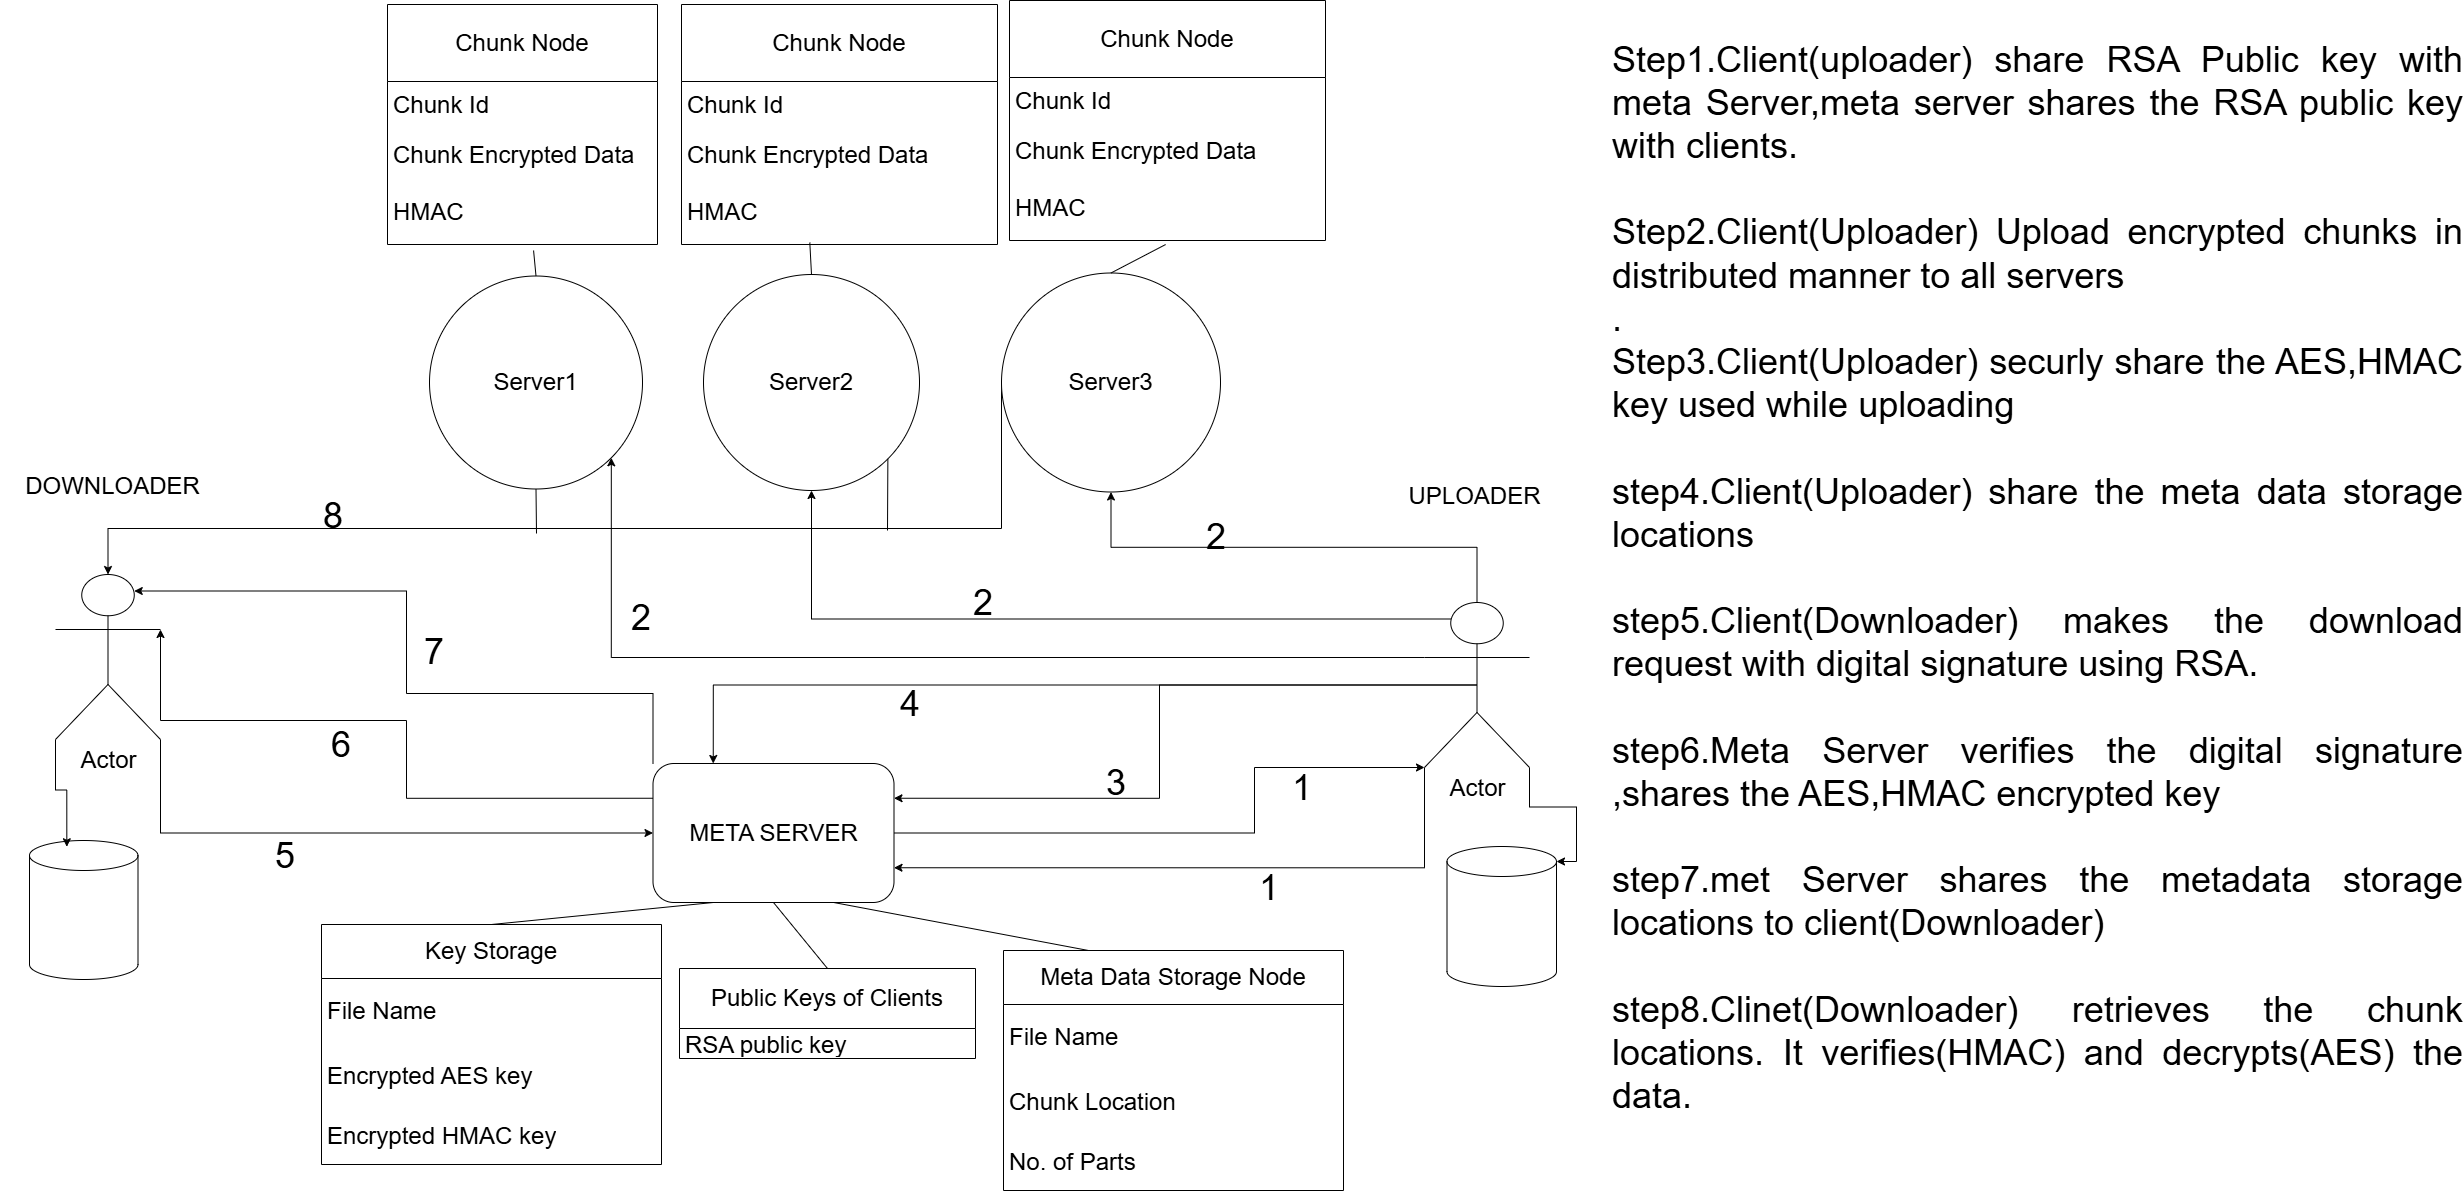 Chunk Node
Chunk Id
Chunk Encrypted Data
HMAC
Chunk Node
Chunk Id
Chunk Encrypted Data
HMAC
Chunk Node
Chunk Id
Chunk Encrypted Data
HMAC
Server1
Server2
Server3
DOWNLOADER
UPLOADER
8
2
2
2
7
4
6
3
1
Actor
Actor
META SERVER
5
1
Key Storage
File Name
Encrypted AES key
Encrypted HMAC key
Public Keys of Clients
RSA public key
Meta Data Storage Node
File Name
Chunk Location
No. of Parts
Step1.Client(uploader) share RSA Public key with
meta Server,meta server shares the RSA public key
with clients.
Step2.Client(Uploader) Upload encrypted chunks in
distributed manner to all servers
.
Step3.Client(Uploader) securly share the AES,HMAC
key used while uploading
step4.Client(Uploader) share the meta data storage
locations
step5.Client(Downloader) makes the download
request with digital signature using RSA.
step6.Meta Server verifies the digital signature
,shares the AES,HMAC encrypted key
step7.met Server shares the metadata storage
locations to client(Downloader)
step8.Clinet(Downloader) retrieves the chunk
locations. It verifies(HMAC) and decrypts(AES) the
data.